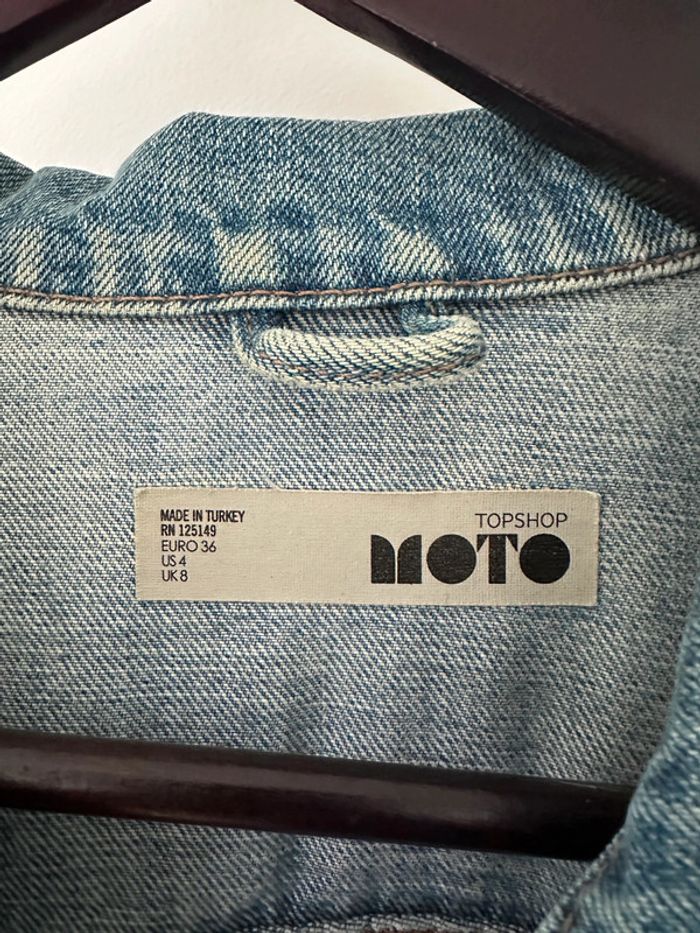 MADE IN TURKEY
RN 125149
EURO 36
US 4
UK 8
TOPSHOP
MOTO